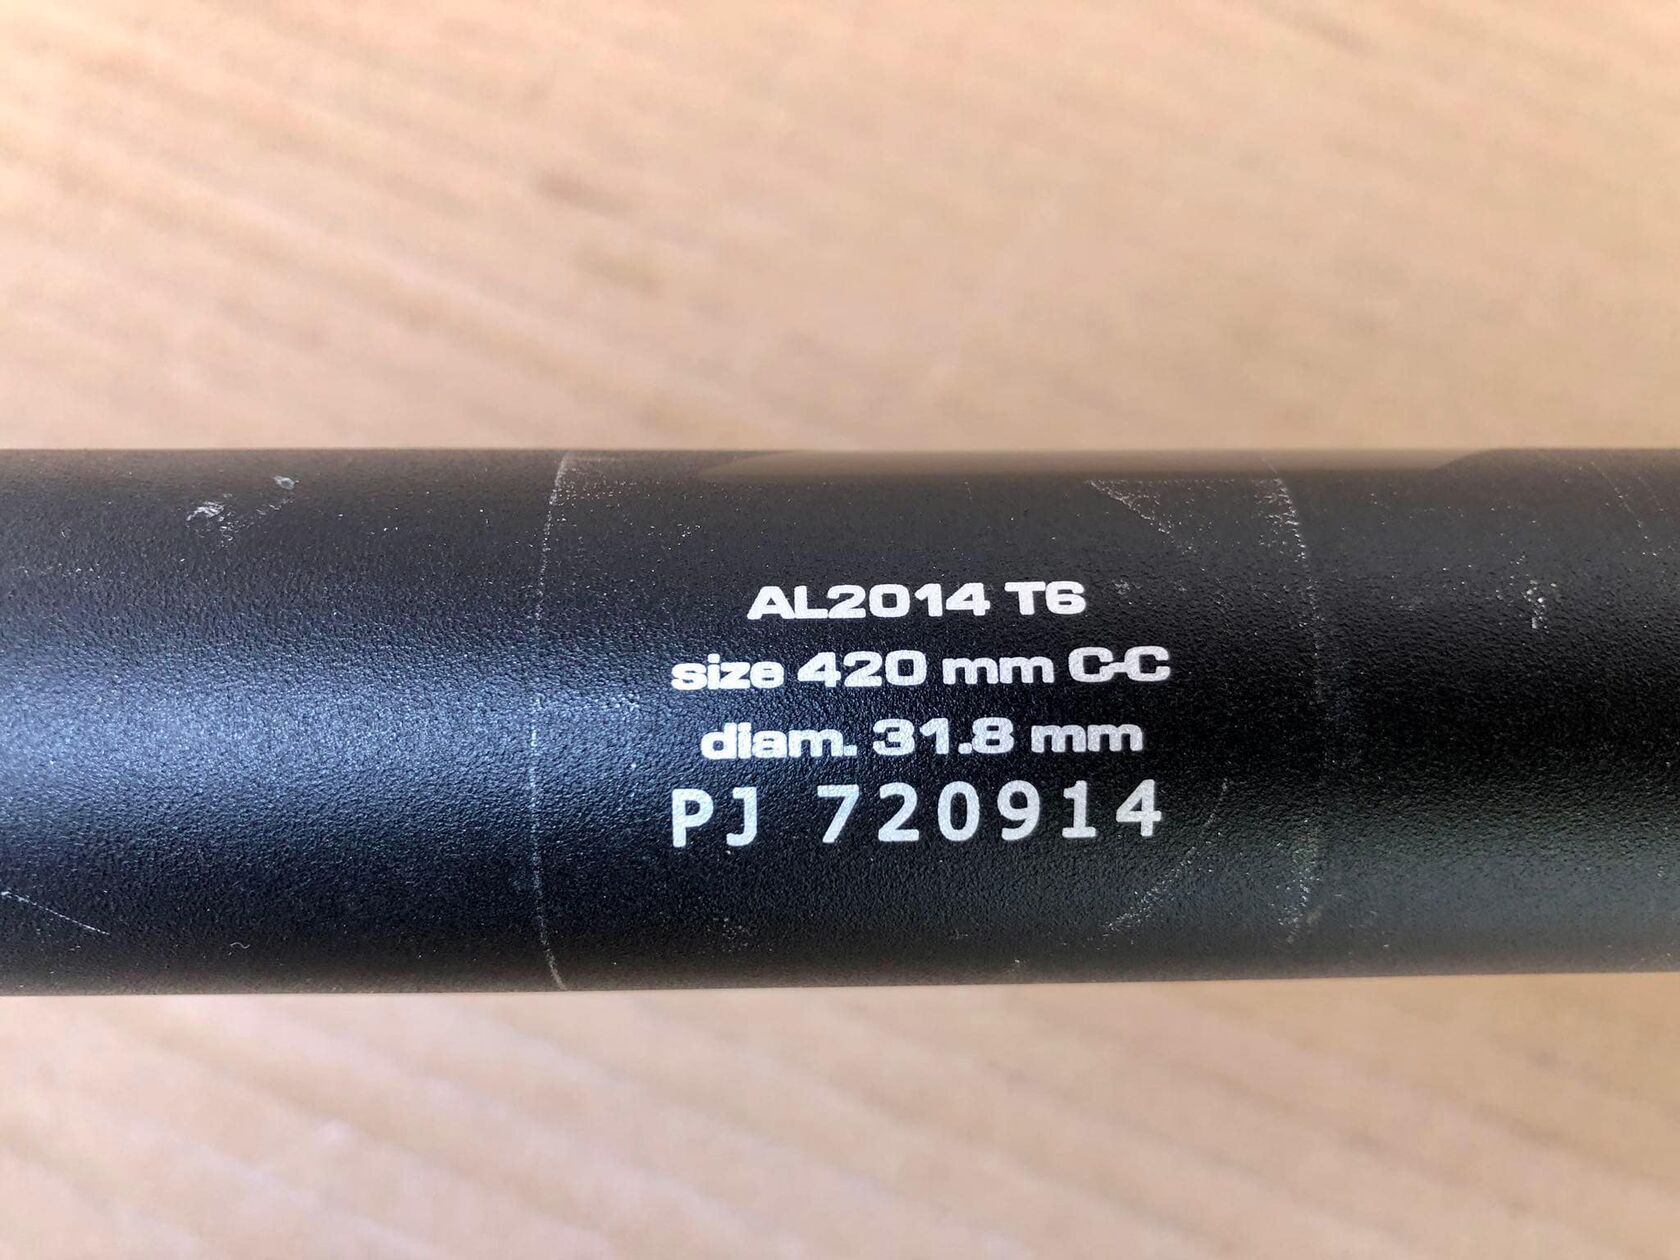 AL2014 T6
size 420 mm C-C
diam. 31.8 mm
PJ 720914